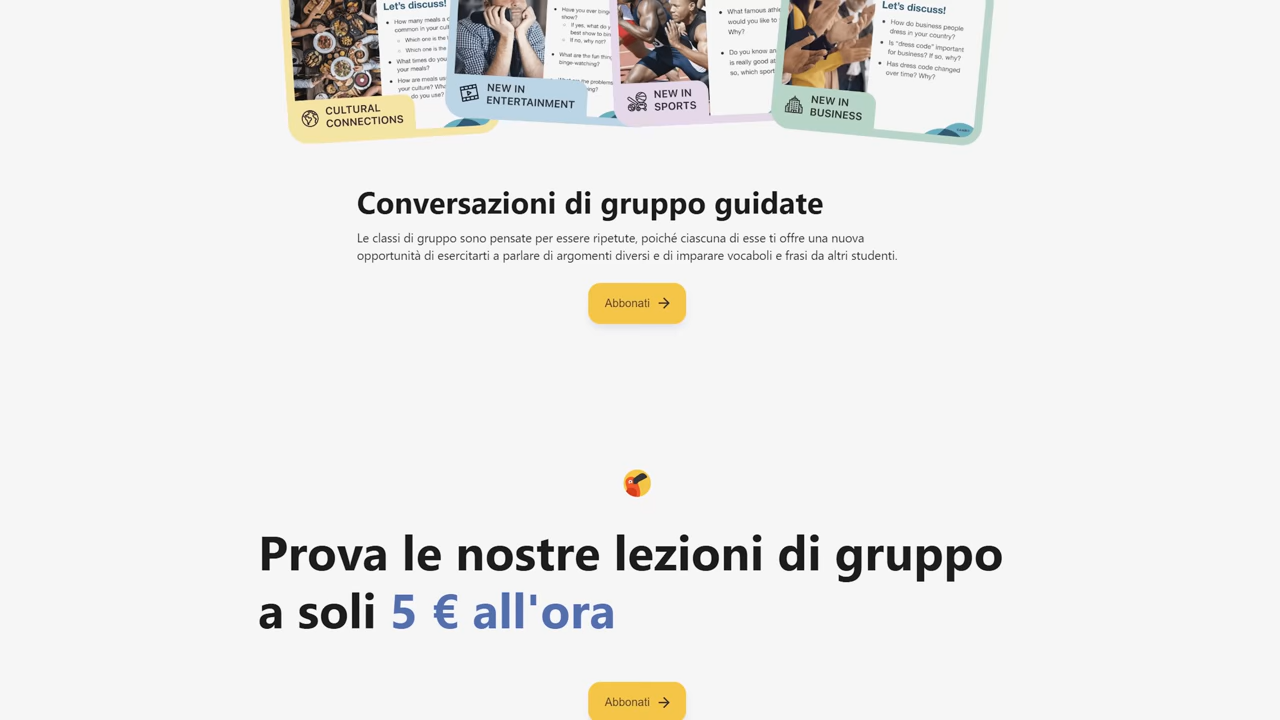 Let's discuss!
How many meals a
common in your cul
Which one is the
Which one is the
What times do you
your meals?
How are meals us
your culture? Wha
do you use?
CULTURAL
CONNECTIONS
Have you ever bing
show?
If yes, what do y
best show to bin
If no, why not?
What are the fun thing
binge-watching?
NEW IN
ENTERTAINMENT
What famous athle
would you like to
Why?
Do you know an
is really good at
so, which sport
NEW IN
SPORTS
Let's discuss!
How do business people
dress in your country?
Is "dress code" important
for business? If so, why?
Has dress code changed
over time? Why?
NEW IN
BUSINESS
Conversazioni di gruppo guidate
Le classi di gruppo sono pensate per essere ripetute, poiché ciascuna di esse ti offre una nuova
opportunità di esercitarti a parlare di argomenti diversi e di imparare vocaboli e frasi da altri studenti.
Abbonati
Prova le nostre lezioni di gruppo
a soli 5 € all'ora
Abbonati